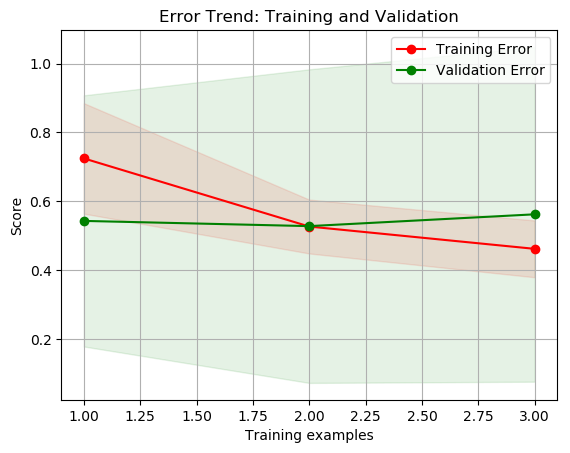 Error Trend: Training and Validation
Training Error
Validation Error
Score
1.0
0.8
0.6
0.4
0.2
1.00 1.25 1.50 1.75 2.00 2.25 2.50 2.75 3.00
Training examples